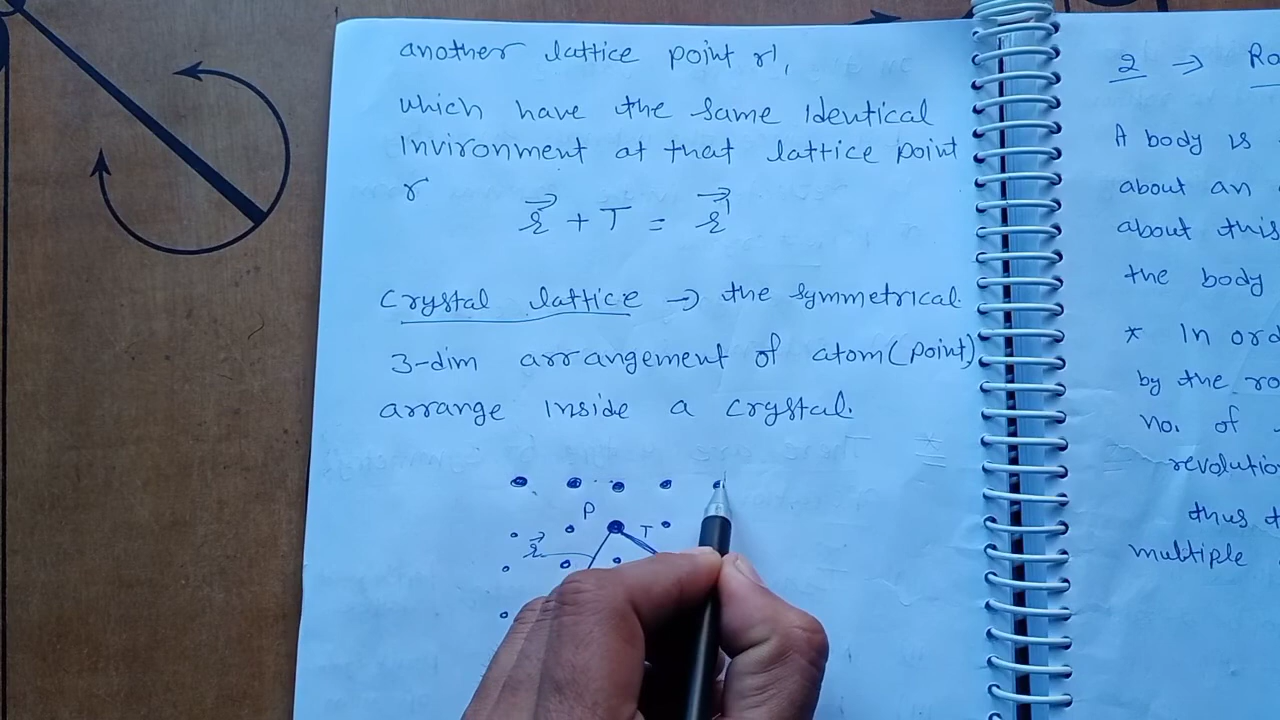 another lattice point r',
which have the same Identical
Invironment at that lattice point
r
r⃗ + T = r⃗'
Crystal lattice → the symmetrical
3-dim arrangement of atom (point)
arrange Inside a crystal.
P
r⃗
T
2 → Ro
A body is
about an
about this
the body
* In ord
by the ro
no. of
revolutio
thus t
multiple